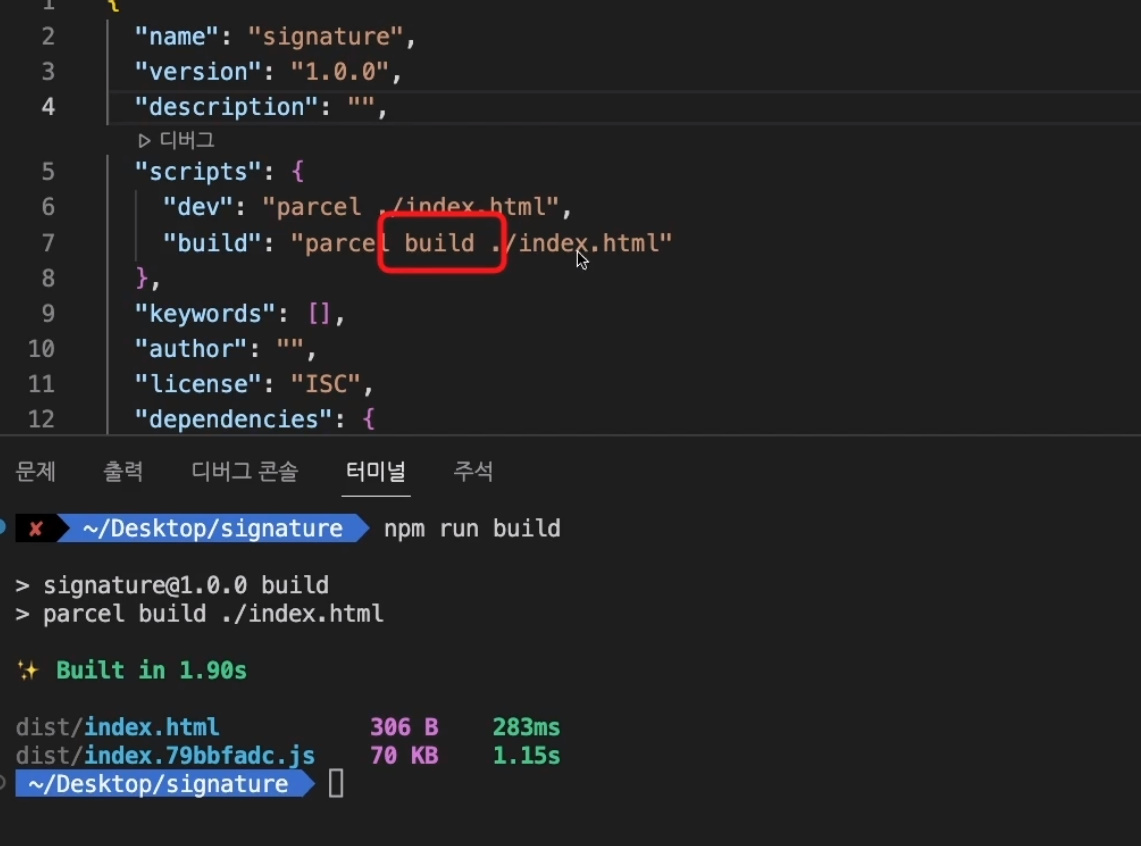 1 {
2 "name": "signature",
3 "version": "1.0.0",
4 "description": "",
▷ 디버그
5 "scripts": {
6 "dev": "parcel ./index.html",
7 "build": "parcel build ./index.html"
8 },
9 "keywords": [],
10 "author": "",
11 "license": "ISC",
12 "dependencies": {
문제 출력 디버그 콘솔 터미널 주석
✘ ~/Desktop/signature npm run build
> signature@1.0.0 build
> parcel build ./index.html
✨ Built in 1.90s
dist/index.html 306 B 283ms
dist/index.79bbfadc.js 70 KB 1.15s
~/Desktop/signature